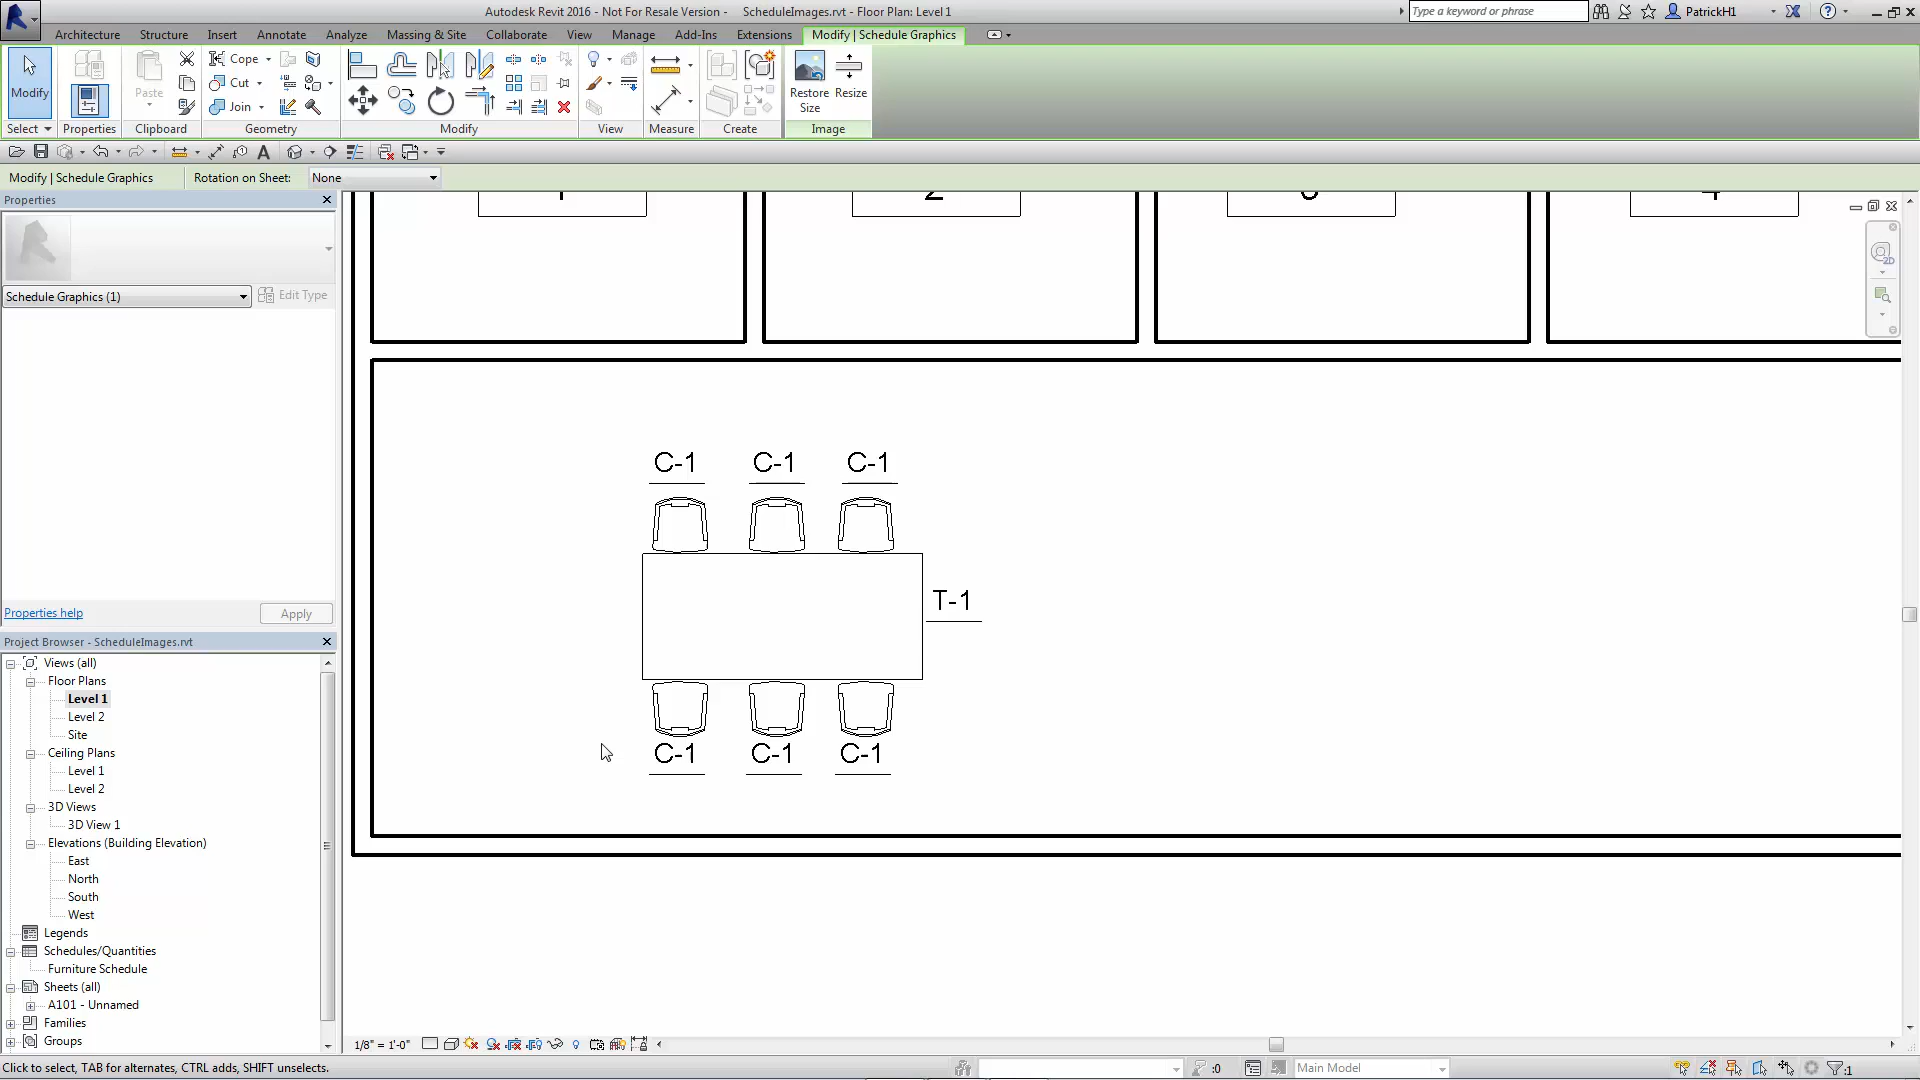 Autodesk Revit 2016 - Not For Resale Version - ScheduleImages.rvt - Floor Plan: Level 1
Type a keyword or phrase
PatrickH1
Architecture Structure Insert Annotate Analyze Massing & Site Collaborate View Manage Add-Ins Extensions Modify | Schedule Graphics
Modify
Paste
Cope
Cut
Join
Restore Size
Resize
Select Properties Clipboard Geometry Modify View Measure Create Image
Modify | Schedule Graphics Rotation on Sheet: None
Properties
Schedule Graphics (1) Edit Type
Properties help Apply
Project Browser - ScheduleImages.rvt
Views (all)
Floor Plans
Level 1
Level 2
Site
Ceiling Plans
Level 1
Level 2
3D Views
3D View 1
Elevations (Building Elevation)
East
North
South
West
Legends
Schedules/Quantities
Furniture Schedule
Sheets (all)
A101 - Unnamed
Families
Groups
2D
C-1 C-1 C-1
T-1
C-1 C-1 C-1
1/8" = 1'-0"
Click to select, TAB for alternates, CTRL adds, SHIFT unselects.
:0
Main Model
:1